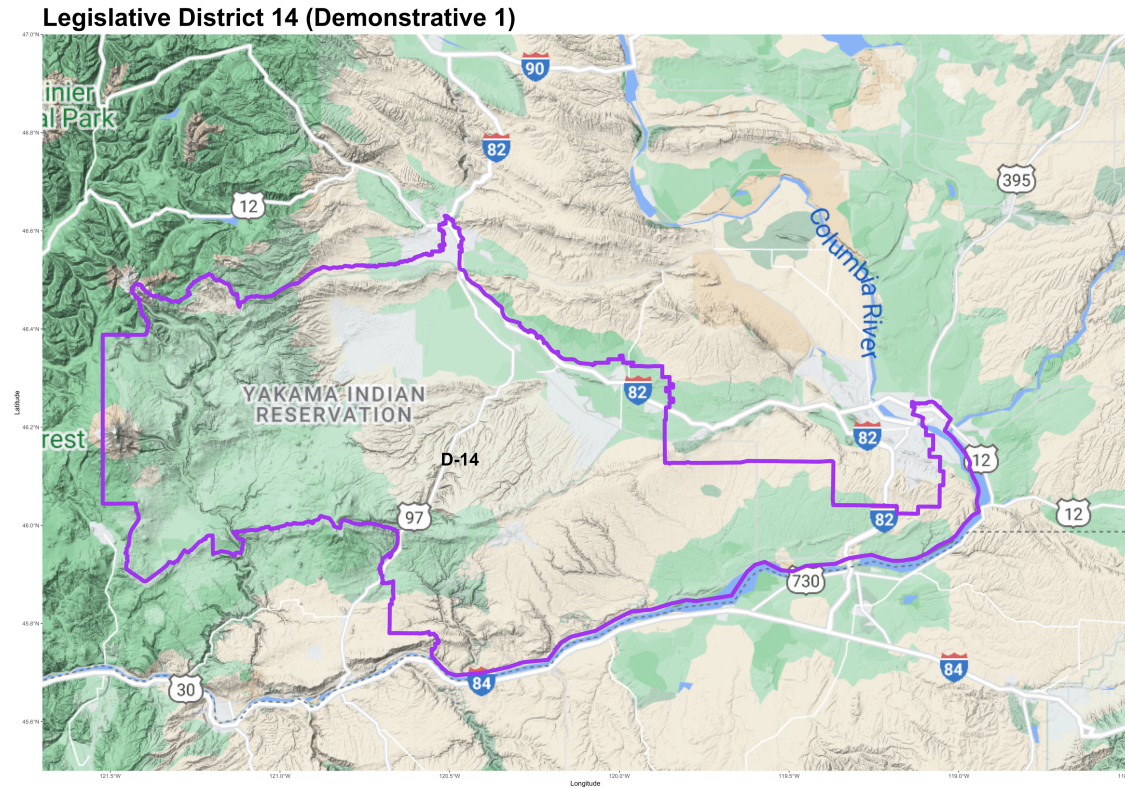 Legislative District 14 (Demonstrative 1)
47.0°N
90
inier
al Park
46.8°N
82
395
12
46.6°N
Columbia River
46.4°N
YAKAMA INDIAN
RESERVATION
82
Latitude
rest
82
46.2°N
D-14
12
97
82
12
46.0°N
730
45.8°N
84
84
30
45.6°N
121.5°W
121.0°W
120.5°W
120.0°W
119.5°W
119.0°W
Longitude